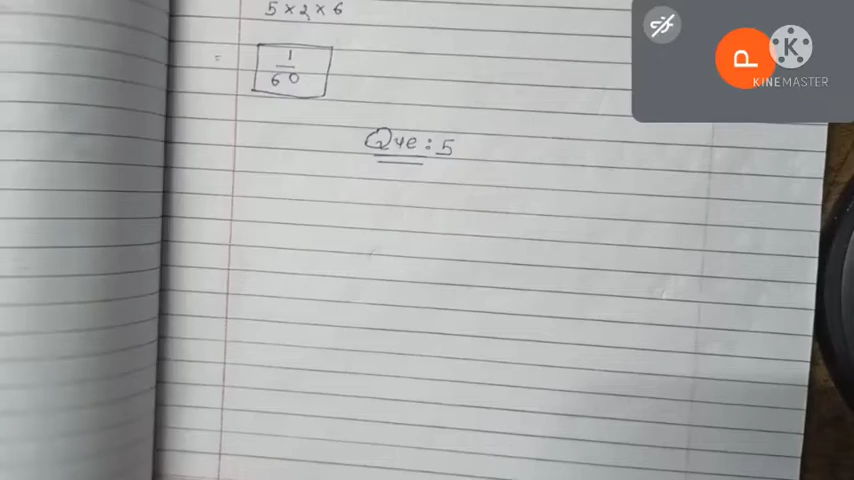 5 × 2 × 6
= 1/60
Que : 5
P
K
KINEMASTER